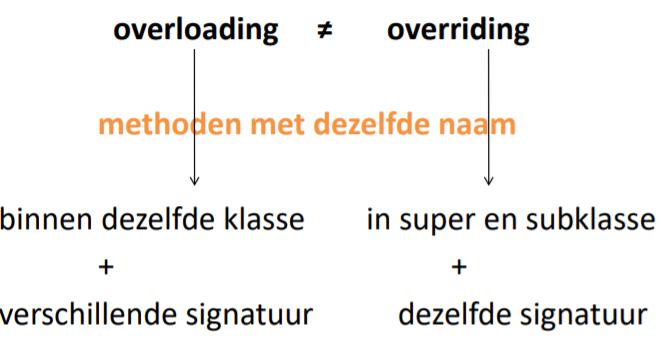 overloading ≠ overriding
methoden met dezelfde naam
binnen dezelfde klasse in super en subklasse
+ +
verschillende signatuur dezelfde signatuur